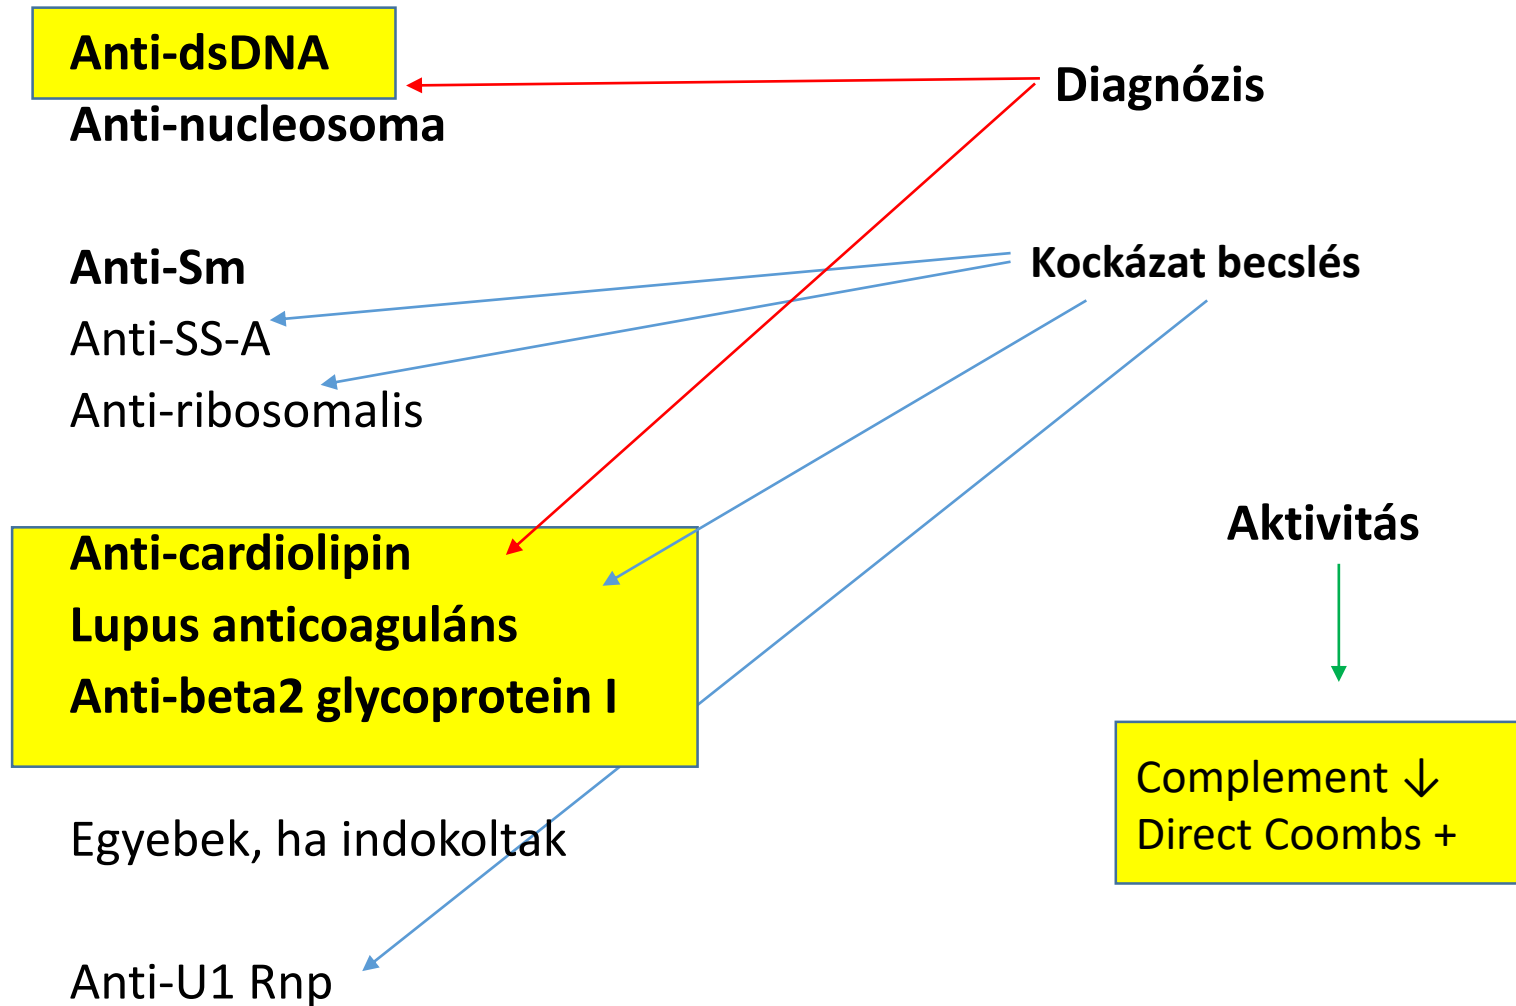 Anti-dsDNA
Anti-nucleosoma
Anti-Sm
Anti-SS-A
Anti-ribosomalis
Anti-cardiolipin
Lupus anticoaguláns
Anti-beta2 glycoprotein I
Egyebek, ha indokoltak
Anti-U1 Rnp
Diagnózis
Kockázat becslés
Aktivitás
Complement ↓
Direct Coombs +